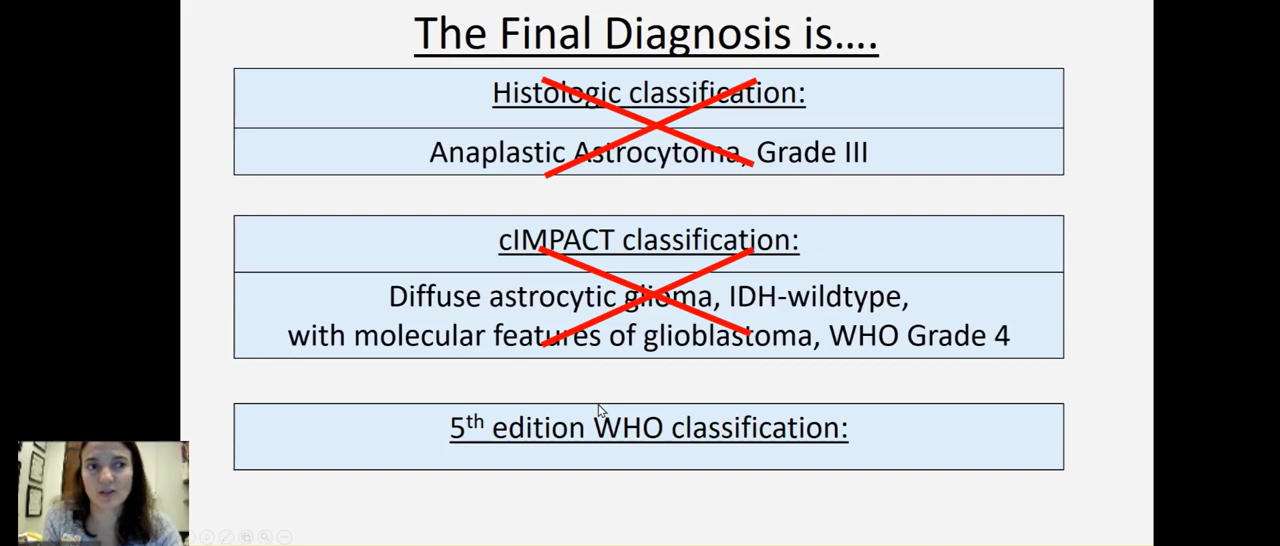 The Final Diagnosis is….
Histologic classification:
Anaplastic Astrocytoma, Grade III
cIMPACT classification:
Diffuse astrocytic glioma, IDH-wildtype,
with molecular features of glioblastoma, WHO Grade 4
5th edition WHO classification: